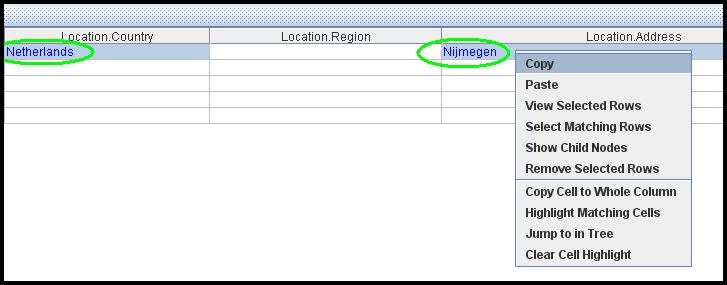 Location.Country Location.Region Location.Address
Netherlands Nijmegen
Copy
Paste
View Selected Rows
Select Matching Rows
Show Child Nodes
Remove Selected Rows
Copy Cell to Whole Column
Highlight Matching Cells
Jump to in Tree
Clear Cell Highlight